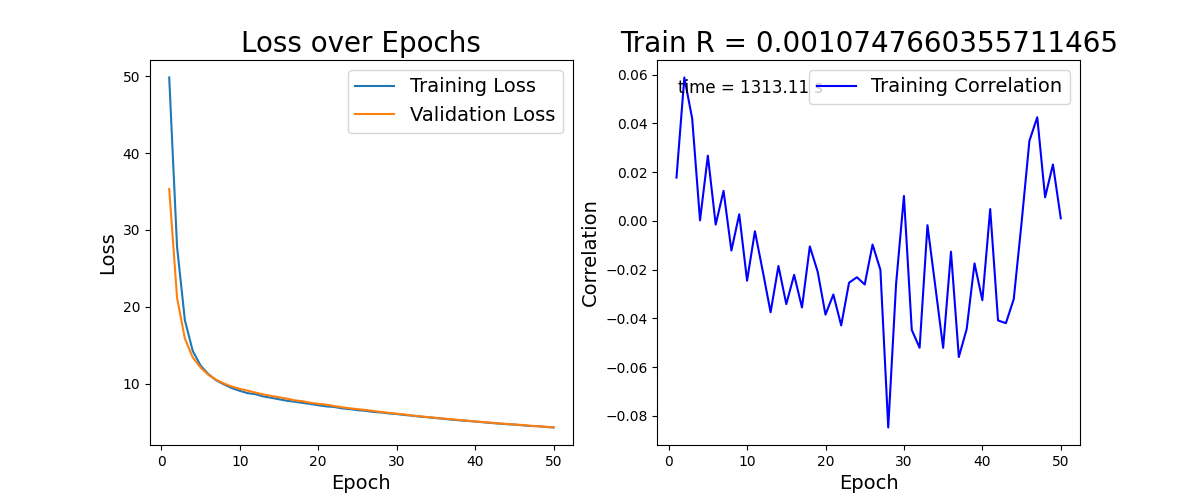 Loss over Epochs
Training Loss
Validation Loss
50
40
30
20
10
Loss
0
10
20
30
40
50
Epoch
Train R = 0.0010747660355711465
time = 1313.11 s
Training Correlation
0.06
0.04
0.02
0.00
−0.02
−0.04
−0.06
−0.08
Correlation
0
10
20
30
40
50
Epoch